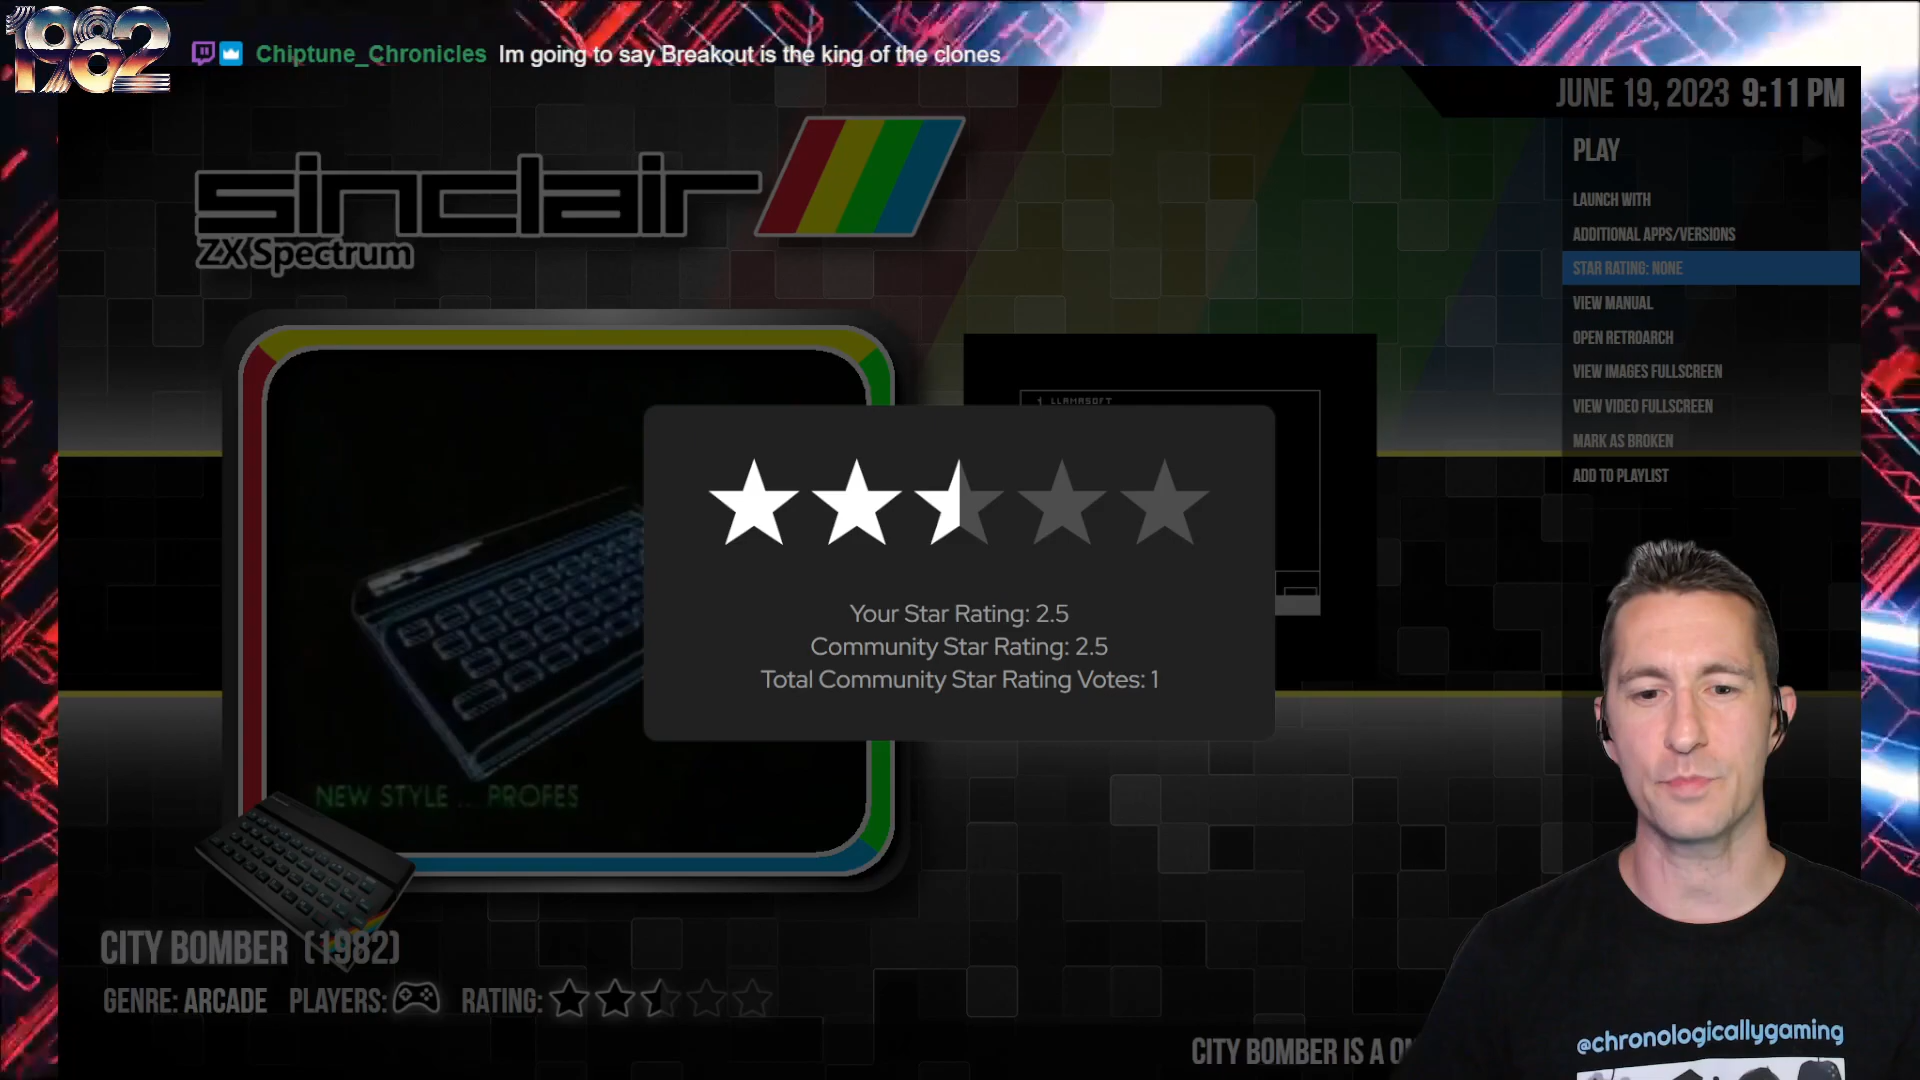 1982
1982
Chiptune_Chronicles Im going to say Breakout is the king of the clones
JUNE 19, 2023 9:11 PM
sinclair
ZX Spectrum
PLAY
LAUNCH WITH
ADDITIONAL APPS/VERSIONS
STAR RATING: NONE
VIEW MANUAL
OPEN RETROARCH
VIEW IMAGES FULLSCREEN
VIEW VIDEO FULLSCREEN
MARK AS BROKEN
ADD TO PLAYLIST
LLAMASOFT
Your Star Rating: 2.5
Community Star Rating: 2.5
Total Community Star Rating Votes: 1
NEW STYLE ... PROFES
CITY BOMBER (1982)
GENRE: ARCADE PLAYERS: RATING:
CITY BOMBER IS A
@chronologicallygaming